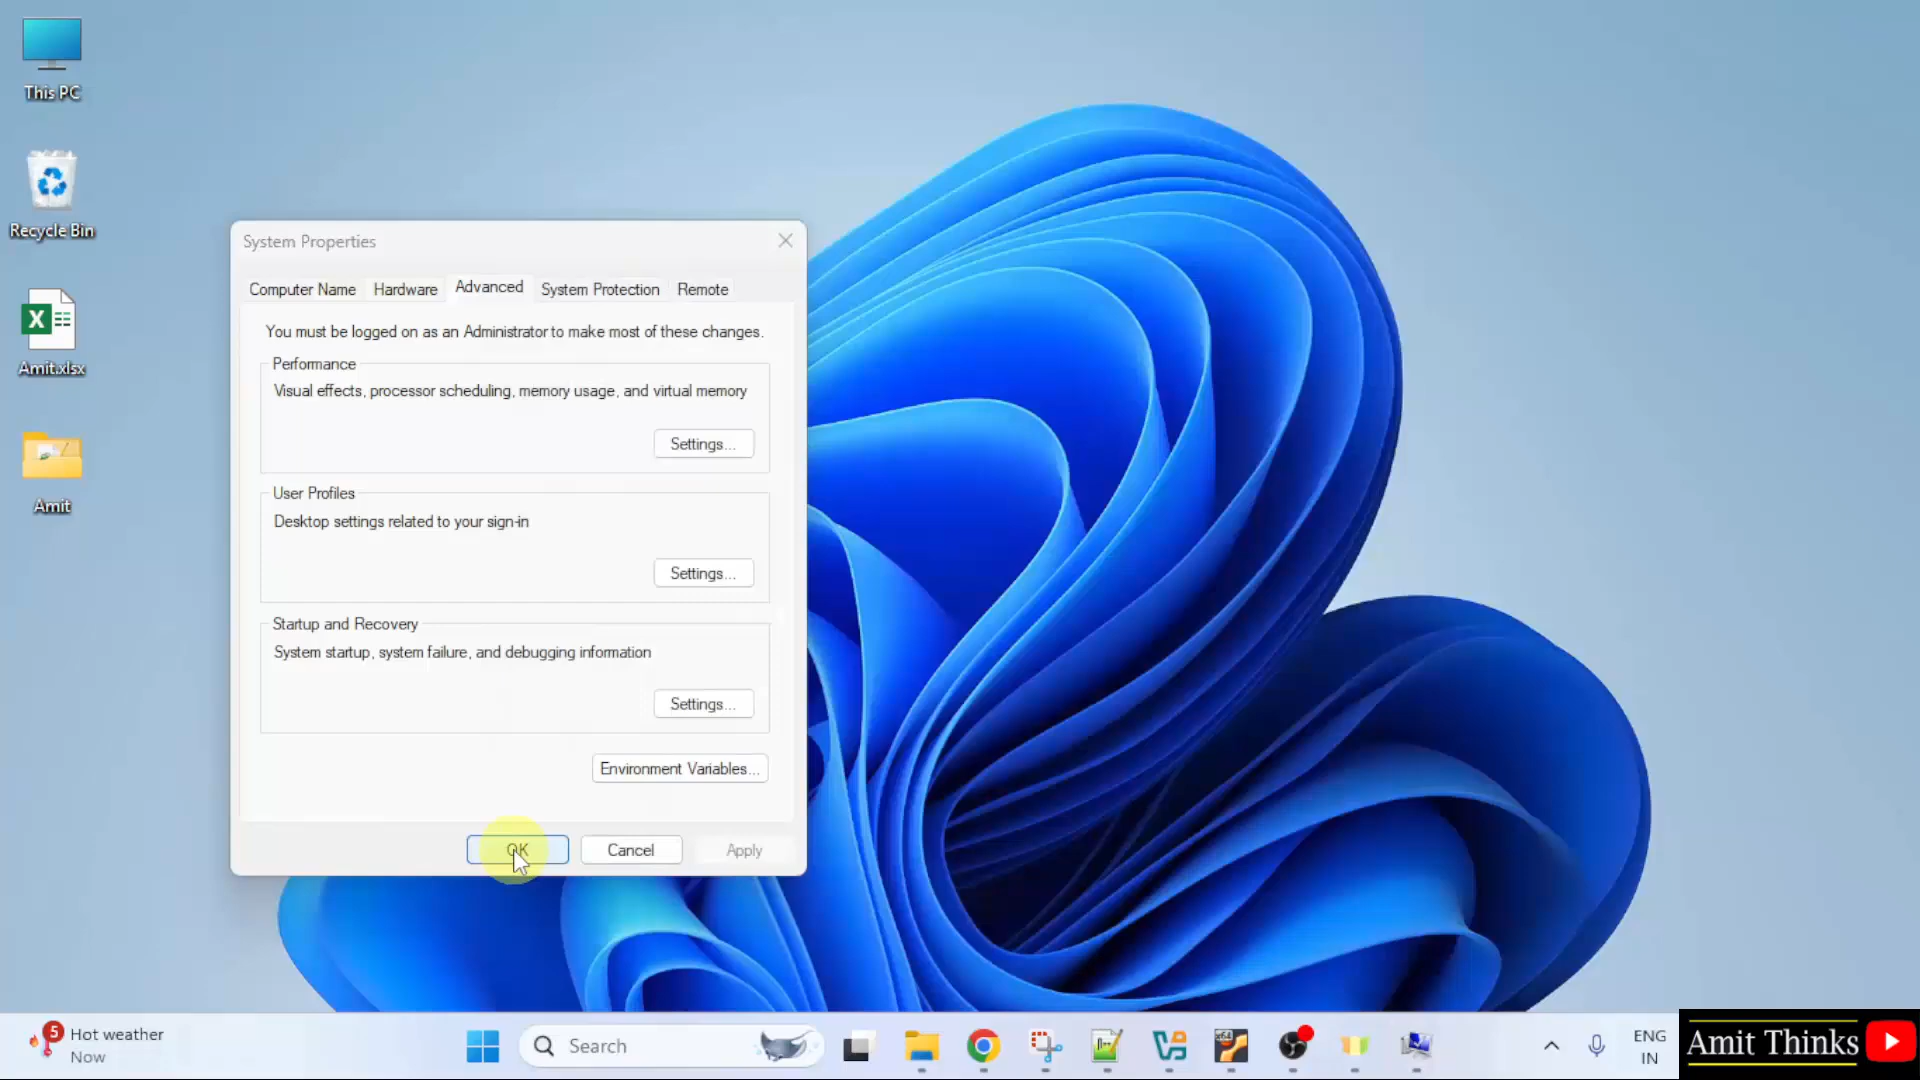 This PC
Recycle Bin
Amit.xlsx
Amit
System Properties
Computer Name
Hardware
Advanced
System Protection
Remote
You must be logged on as an Administrator to make most of these changes.
Performance
Visual effects, processor scheduling, memory usage, and virtual memory
Settings...
User Profiles
Desktop settings related to your sign-in
Settings...
Startup and Recovery
System startup, system failure, and debugging information
Settings...
Environment Variables...
OK
Cancel
Apply
5
Hot weather
Now
Search
ENG
IN
Amit Thinks